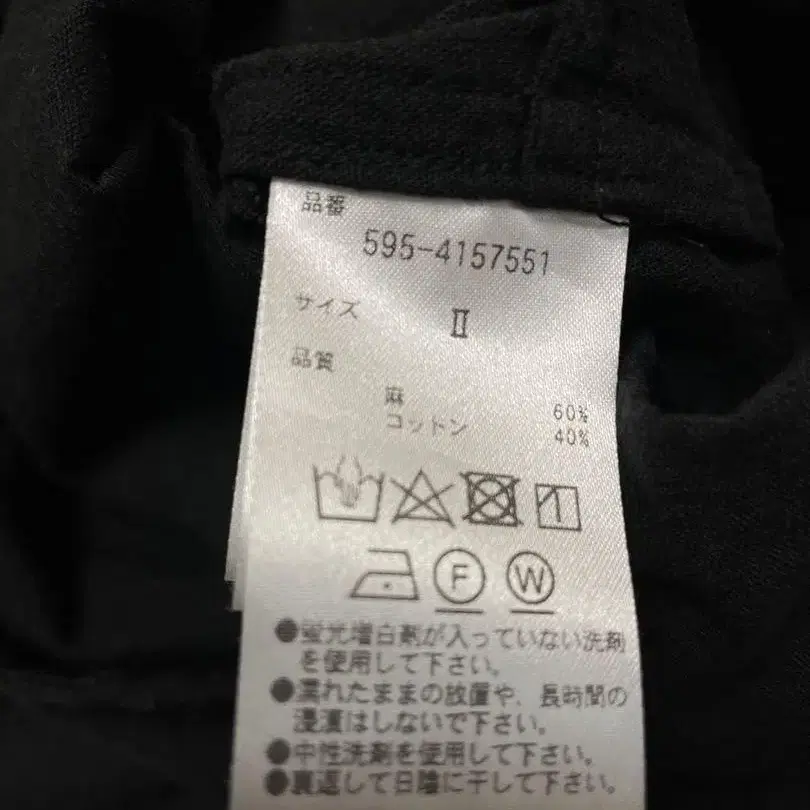 品番
595-4157551
サイズ II
品質
麻 60%
コットン 40%
F W
●蛍光増白剤が入っていない洗剤
を使用して下さい。
●濡れたままの放置や、長時間の
浸漬はしないで下さい。
●中性洗剤を使用して下さい。
●裏返して日陰に干して下さい。